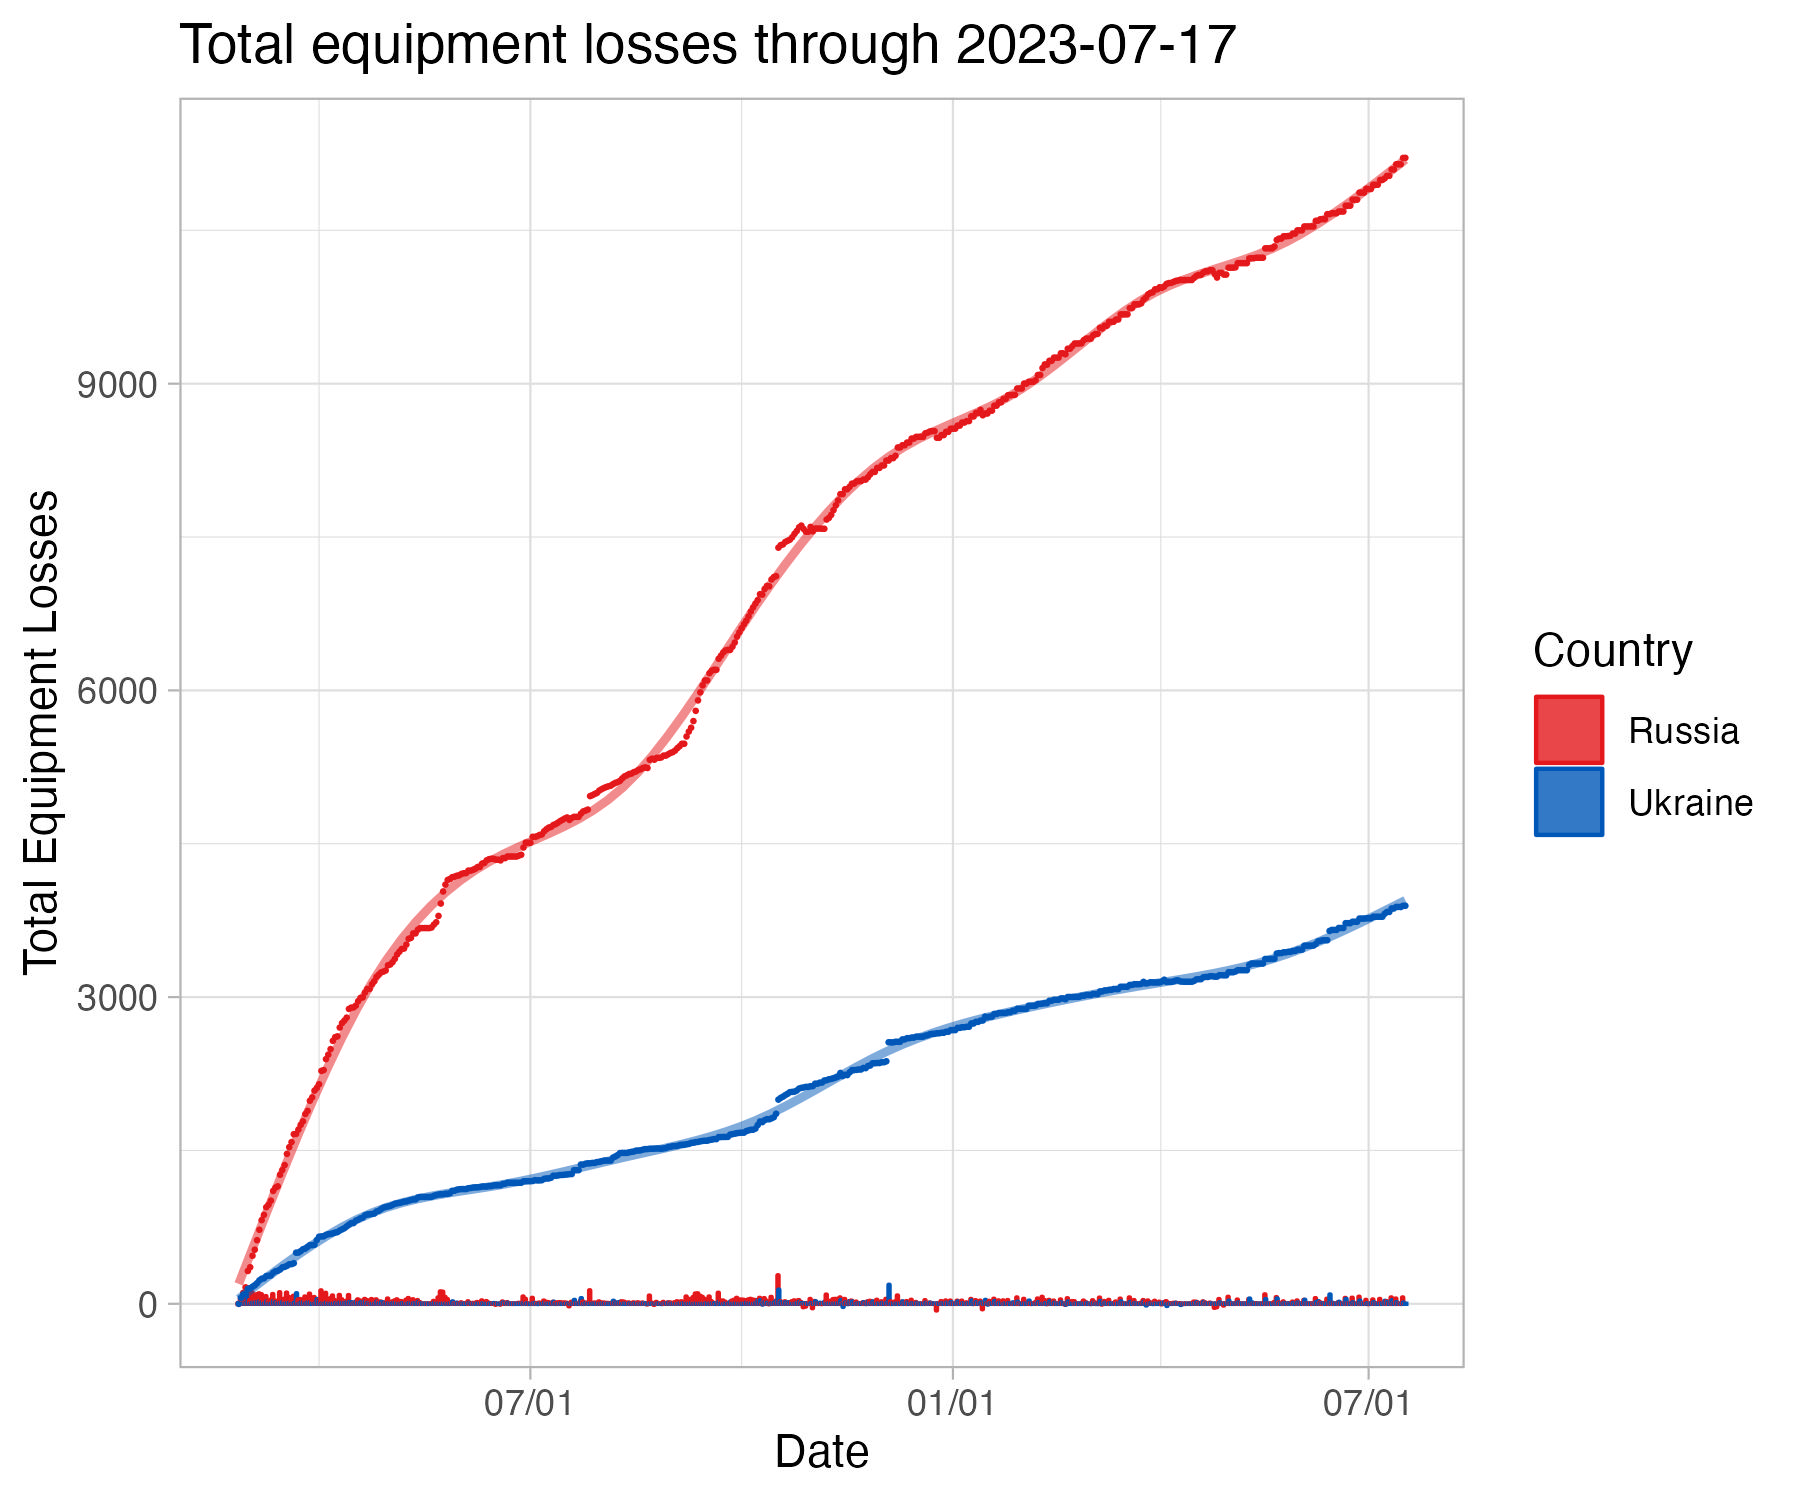 Total equipment losses through 2023-07-17
Total Equipment Losses
9000
6000
3000
0
07/01
01/01
07/01
Date
Country
Russia
Ukraine